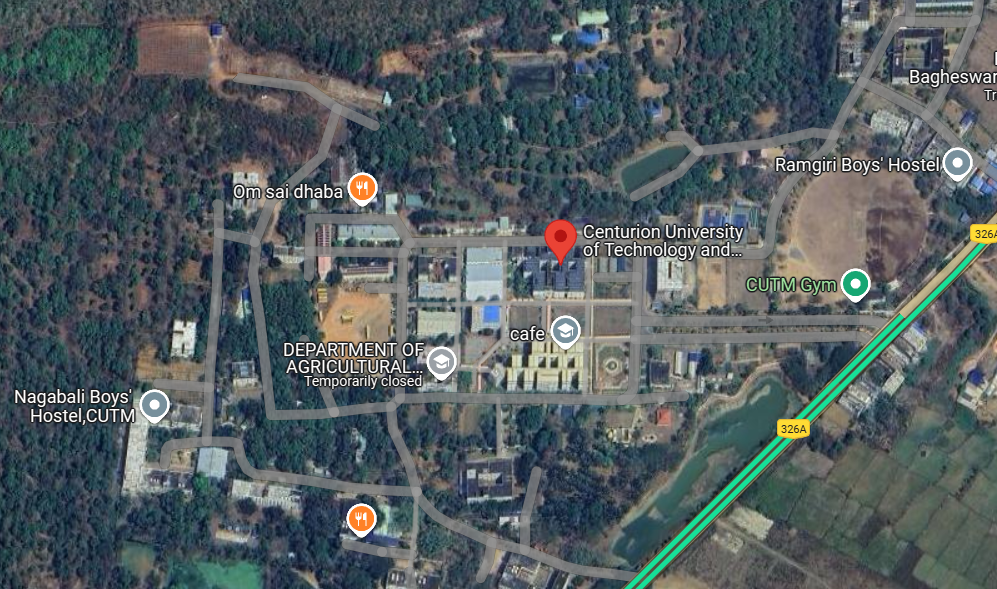 Bagheswar
Tr
Ramgiri Boys' Hostel
Om sai dhaba
Centurion University
of Technology and...
326A
CUTM Gym
cafe
DEPARTMENT OF
AGRICULTURAL...
Temporarily closed
Nagabali Boys'
Hostel,CUTM
326A